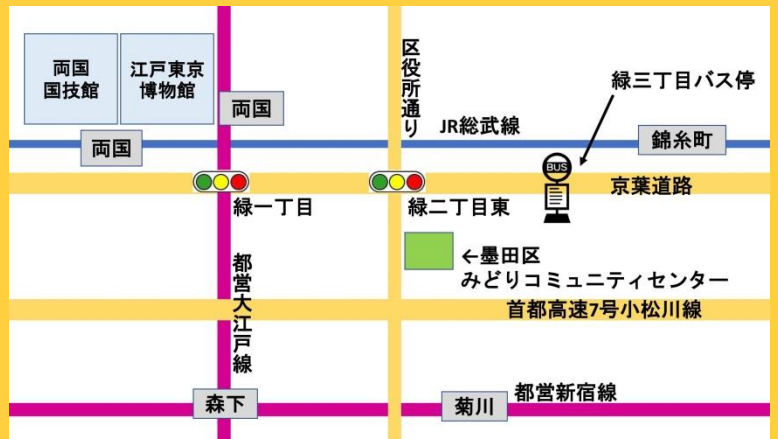 両国
国技館
江戸東京
博物館
両国
区役所通り
緑三丁目バス停
JR総武線
両国
錦糸町
BUS
京葉道路
緑一丁目
緑二丁目東
←墨田区
みどりコミュニティセンター
都営大江戸線
首都高速7号小松川線
森下
菊川
都営新宿線